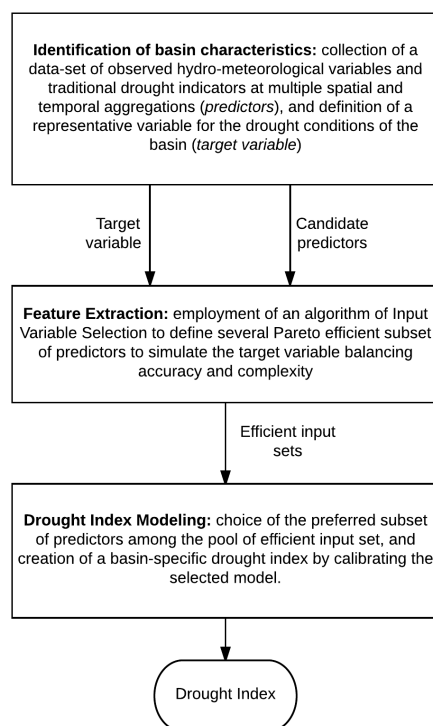 Identification of basin characteristics: collection of a
data-set of observed hydro-meteorological variables and
traditional drought indicators at multiple spatial and
temporal aggregations (predictors), and definition of a
representative variable for the drought conditions of the
basin (target variable)
Target
variable
Candidate
predictors
Feature Extraction: employment of an algorithm of Input
Variable Selection to define several Pareto efficient subset
of predictors to simulate the target variable balancing
accuracy and complexity
Efficient input
sets
Drought Index Modeling: choice of the preferred subset
of predictors among the pool of efficient input set, and
creation of a basin-specific drought index by calibrating the
selected model.
Drought Index